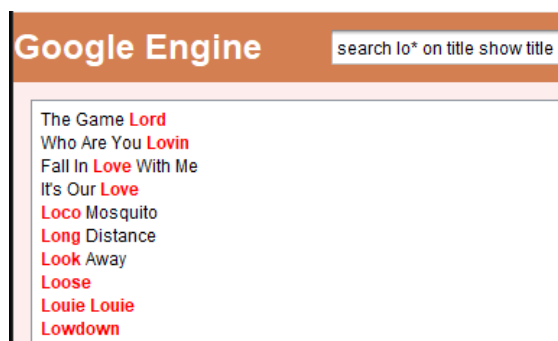 Google Engine
search lo* on title show title
The Game Lord
Who Are You Lovin
Fall In Love With Me
It's Our Love
Loco Mosquito
Long Distance
Look Away
Loose
Louie Louie
Lowdown